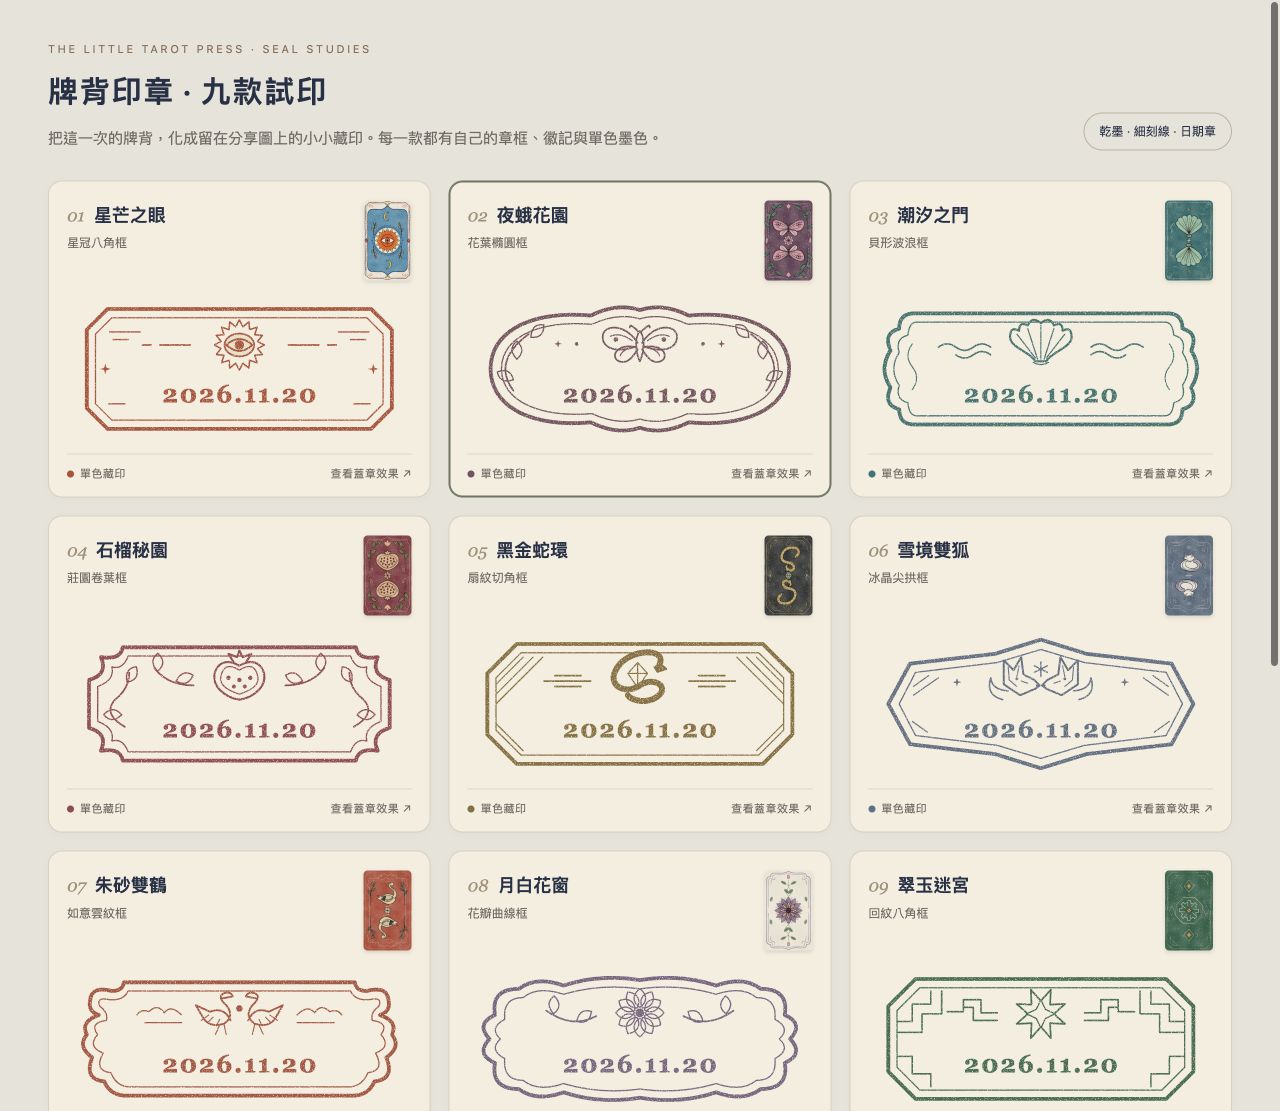 THE LITTLE TAROT PRESS · SEAL STUDIES
牌背印章 · 九款試印
把這一次的牌背，化成留在分享圖上的小小藏印。每一款都有自己的章框、徽記與單色墨色。
乾墨 · 細刻線 · 日期章
01 星芒之眼
星冠八角框
2026.11.20
單色藏印
查看蓋章效果 ↗
02 夜蛾花園
花葉橢圓框
2026.11.20
單色藏印
查看蓋章效果 ↗
03 潮汐之門
貝形波浪框
2026.11.20
單色藏印
查看蓋章效果 ↗
04 石榴秘園
莊園卷葉框
2026.11.20
單色藏印
查看蓋章效果 ↗
05 黑金蛇環
扇紋切角框
2026.11.20
單色藏印
查看蓋章效果 ↗
06 雪境雙狐
冰晶尖拱框
2026.11.20
單色藏印
查看蓋章效果 ↗
07 朱砂雙鶴
如意雲紋框
2026.11.20
08 月白花窗
花瓣曲線框
2026.11.20
09 翠玉迷宮
回紋八角框
2026.11.20